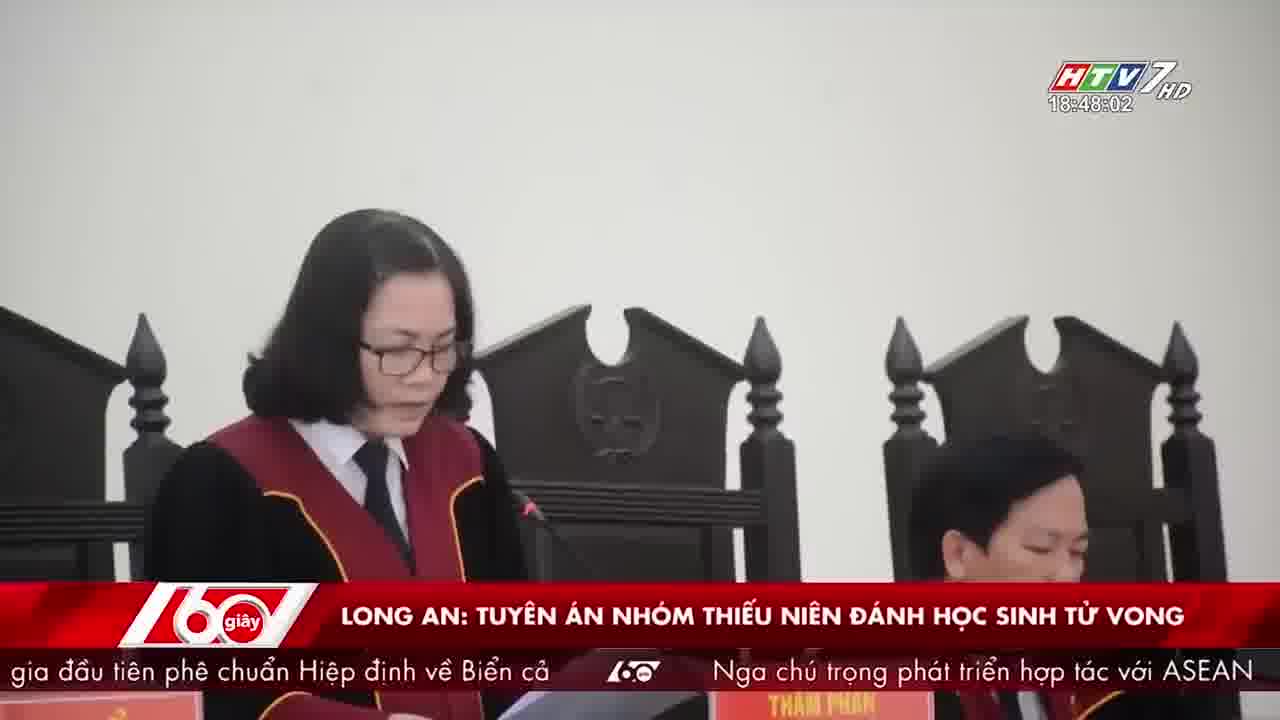 HTV7 HD
18:48:02
60 giây
LONG AN: TUYÊN ÁN NHÓM THIẾU NIÊN ĐÁNH HỌC SINH TỬ VONG
gia đầu tiên phê chuẩn Hiệp định về Biển cả 60 giây Nga chú trọng phát triển hợp tác với ASEAN
THẨM PHÁN